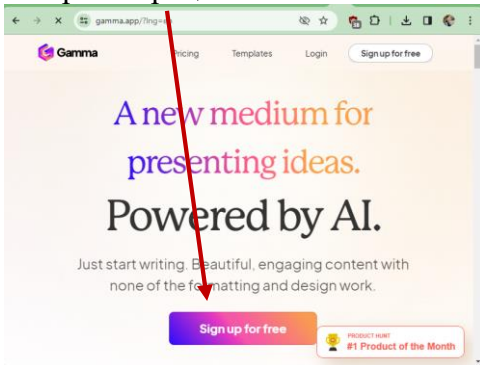 gamma.app/?lng=en
Gamma
Pricing
Templates
Login
Sign up for free
A new medium for
presenting ideas.
Powered by AI.
Just start writing. Beautiful, engaging content with
none of the formatting and design work.
Sign up for free
PRODUCT HUNT
#1 Product of the Month